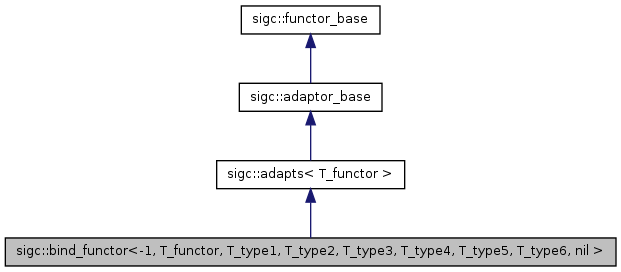 sigc::functor_base
sigc::adaptor_base
sigc::adapts< T_functor >
sigc::bind_functor<-1, T_functor, T_type1, T_type2, T_type3, T_type4, T_type5, T_type6, nil >